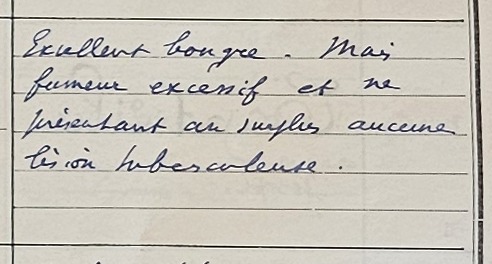 Excellent bougre. Mais
fumeur excessif et ne
présentant au surplus aucune
lésion tuberculeuse.